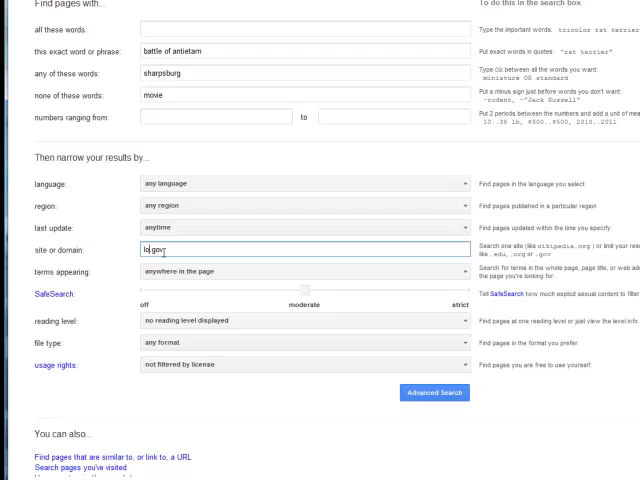 Find pages with...
To do this in the search box
all these words:
Type the important words: tricolor rat terrier
this exact word or phrase: battle of antietam
Put exact words in quotes: "rat terrier"
any of these words: sharpsburg
Type OR between all the words you want:
miniature OR standard
none of these words: movie
Put a minus sign just before words you don't want:
-rodent, -"Jack Russell"
numbers ranging from: to
Put 2 periods between the numbers and add a unit of mea
10..35 lb, $300..$500, 2010..2011
Then narrow your results by...
language: any language
Find pages in the language you select.
region: any region
Find pages published in a particular region.
last update: anytime
Find pages updated within the time you specify.
site or domain: lo.gov
Search one site (like wikipedia.org ) or limit your res
like .edu, .org or .gov
terms appearing: anywhere in the page
Search for terms in the whole page, page title, or web add
the page you're looking for.
SafeSearch:
Tell SafeSearch how much explicit sexual content to filter
off moderate strict
reading level: no reading level displayed
Find pages at one reading level or just view the level info.
file type: any format
Find pages in the format you prefer.
usage rights: not filtered by license
Find pages you are free to use yourself.
Advanced Search
You can also...
Find pages that are similar to, or link to, a URL
Search pages you've visited